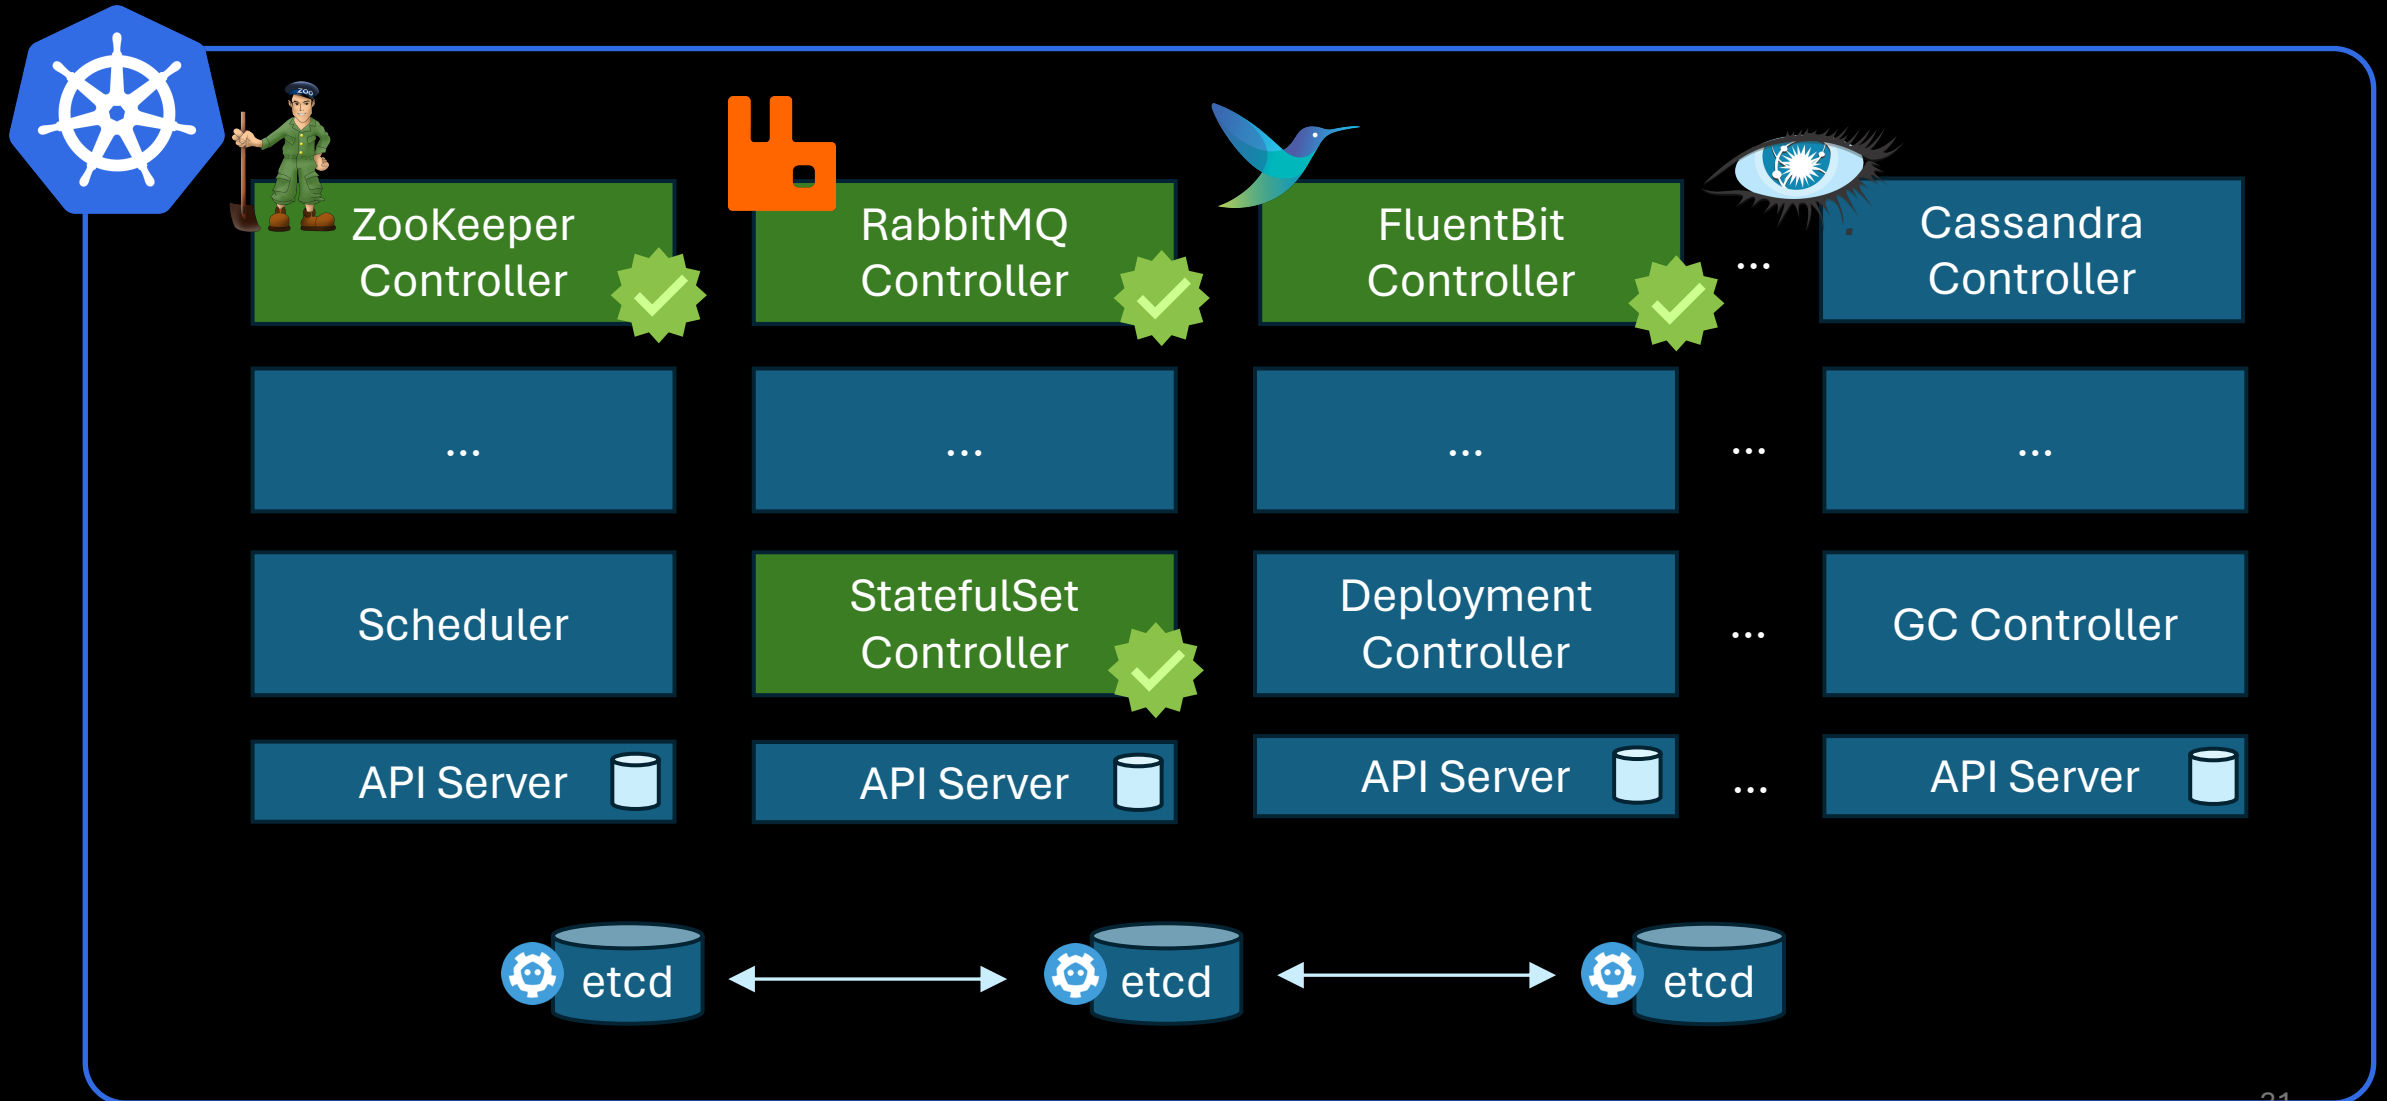 ZOO
ZooKeeper
Controller
RabbitMQ
Controller
FluentBit
Controller
...
Cassandra
Controller
...
...
...
...
...
Scheduler
StatefulSet
Controller
Deployment
Controller
...
GC Controller
API Server
API Server
API Server
...
API Server
etcd
etcd
etcd